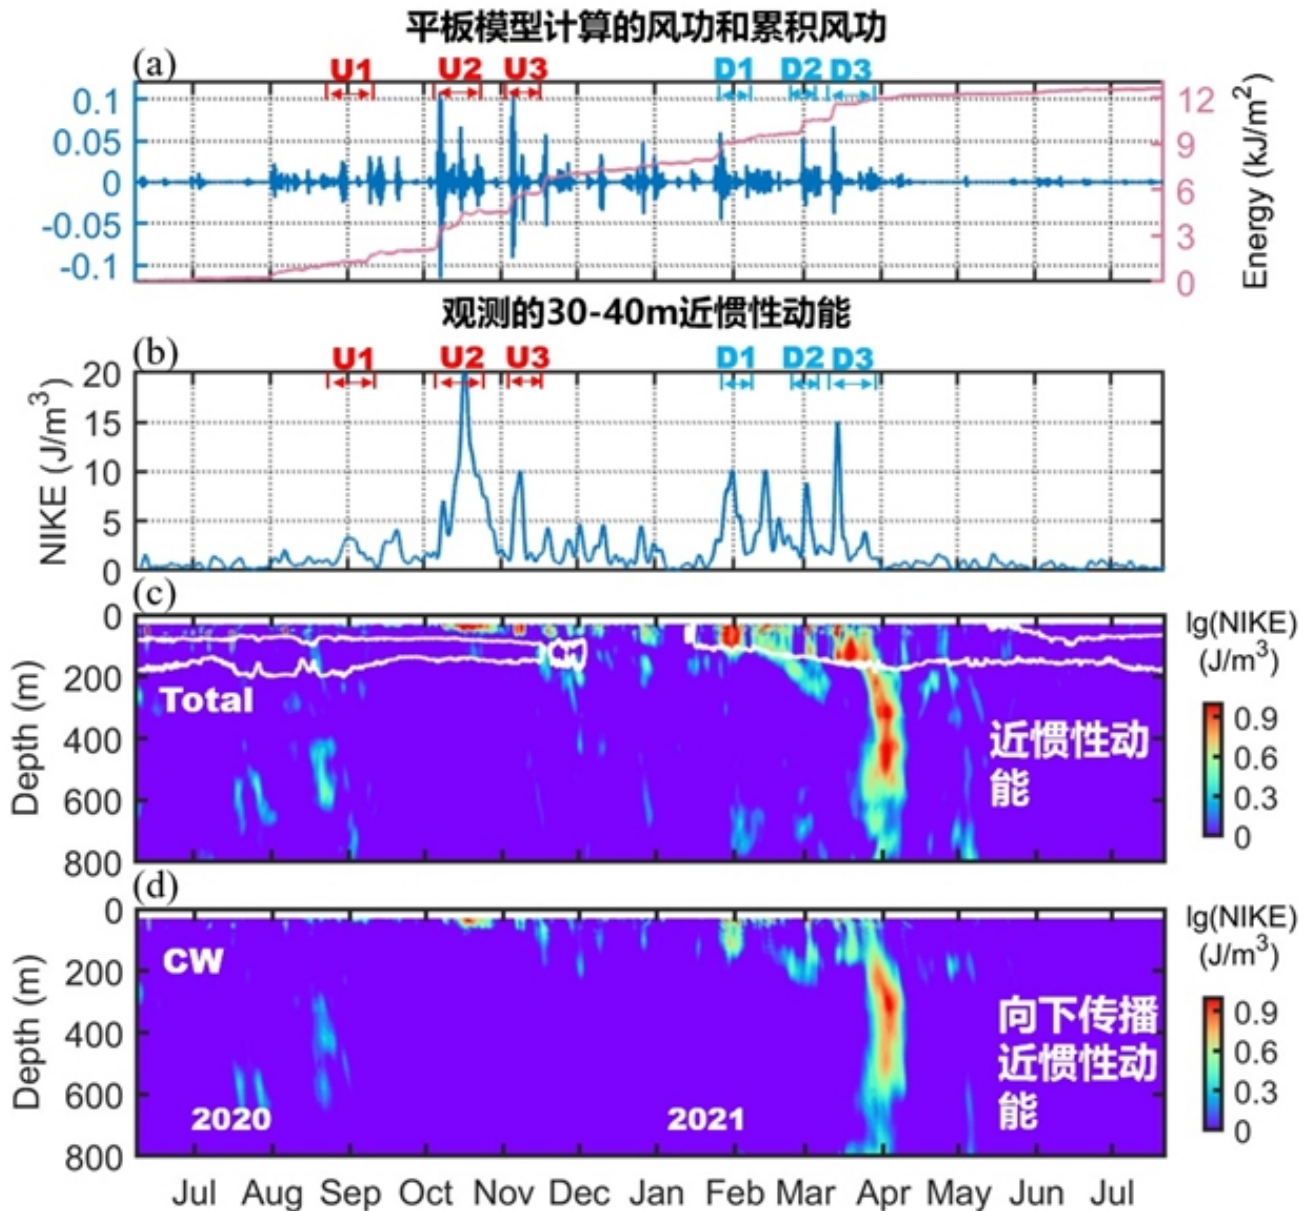 平板模型计算的风功和累积风功
(a)
U1 U2 U3 D1 D2 D3
0.1
0.05
0
-0.05
-0.1
12
9
6
3
0
Energy (kJ/m²)
观测的30-40m近惯性动能
(b)
U1 U2 U3 D1 D2 D3
NIKE (J/m³)
20
15
10
5
0
(c)
Depth (m)
0
200
400
600
800
Total
近惯性动
能
lg(NIKE)
(J/m³)
0.9
0.6
0.3
0
(d)
Depth (m)
0
200
400
600
800
CW
2020
2021
向下传播
近惯性动
能
lg(NIKE)
(J/m³)
0.9
0.6
0.3
0
Jul Aug Sep Oct Nov Dec Jan Feb Mar Apr May Jun Jul